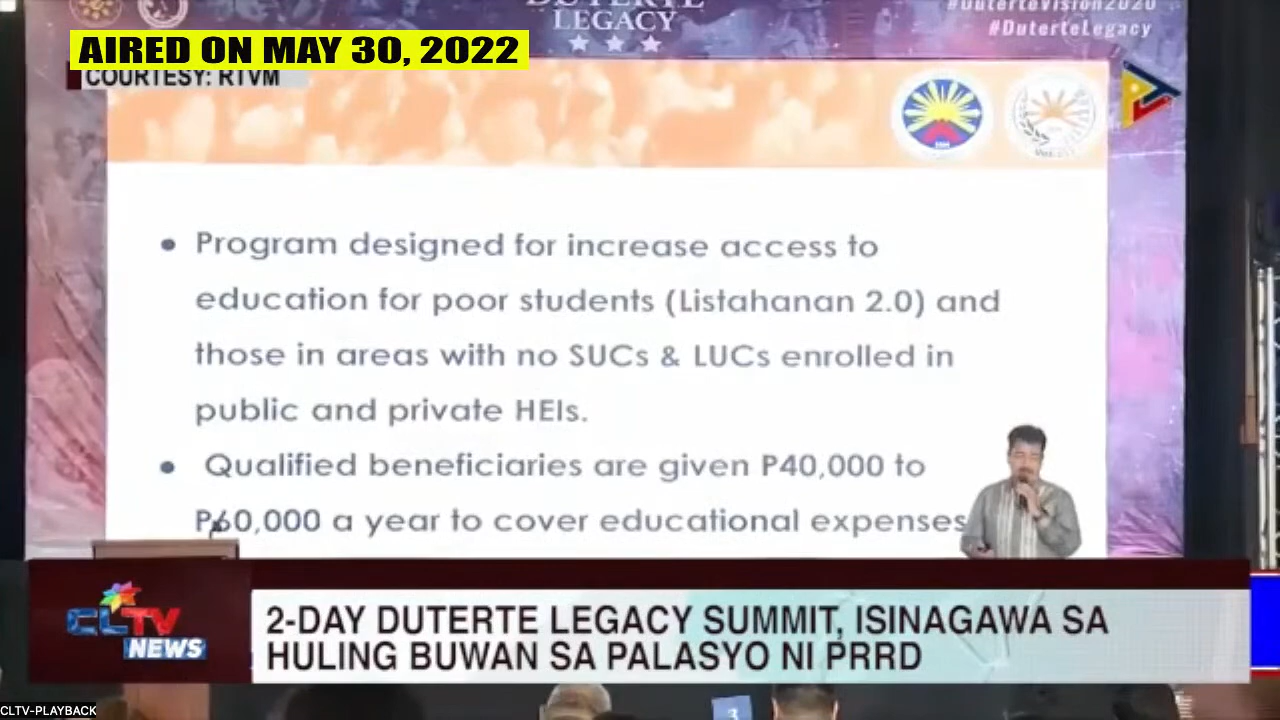 DUTERTE
LEGACY
#DuterteVision2020
#DuterteLegacy
AIRED ON MAY 30, 2022
COURTESY: RTVM
• Program designed for increase access to
education for poor students (Listahanan 2.0) and
those in areas with no SUCs & LUCs enrolled in
public and private HEIs.
• Qualified beneficiaries are given P40,000 to
P60,000 a year to cover educational expenses
CLTV
NEWS
2-DAY DUTERTE LEGACY SUMMIT, ISINAGAWA SA
HULING BUWAN SA PALASYO NI PRRD
3
CLTV-PLAYBACK